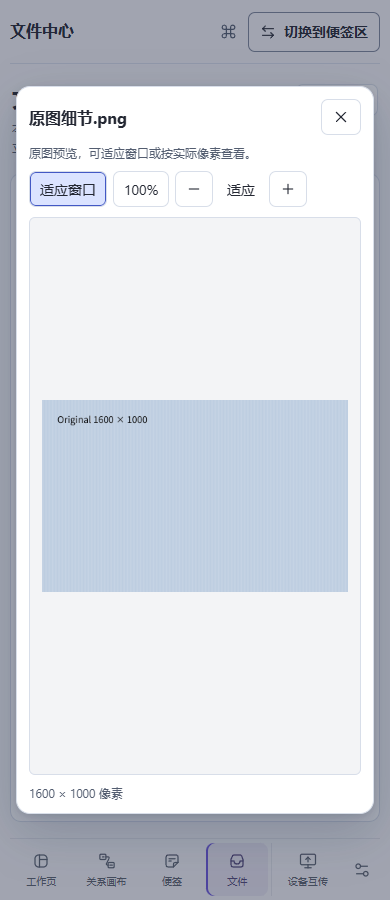 文件中心
切换到便签区
原图细节.png
原图预览，可适应窗口或按实际像素查看。
适应窗口
100%
适应
Original 1600 × 1000
1600 × 1000 像素
工作页
关系画布
便签
文件
设备互传